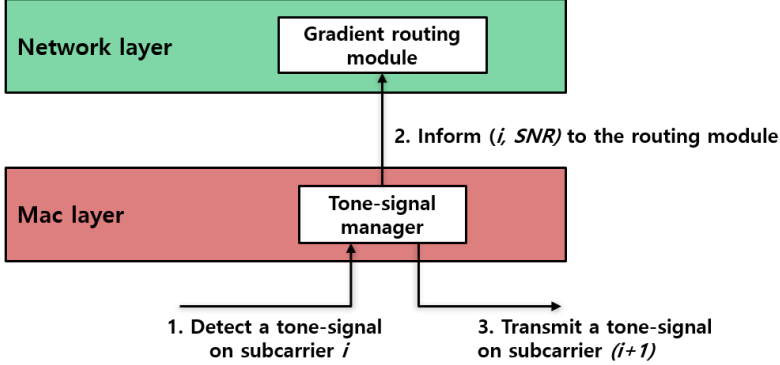 Network layer
Gradient routing
module
2. Inform (i, SNR) to the routing module
Mac layer
Tone-signal
manager
1. Detect a tone-signal
on subcarrier i
3. Transmit a tone-signal
on subcarrier (i+1)